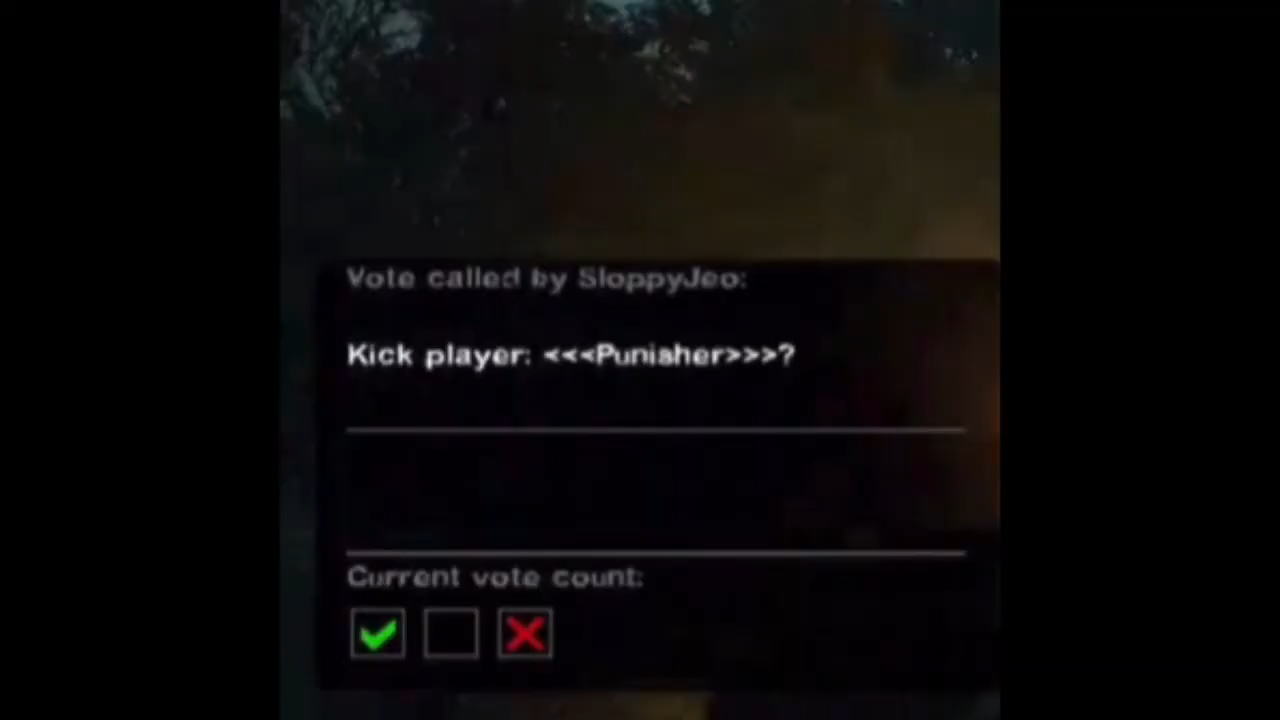 Vote called by SloppyJeo:
Kick player: <<<Punisher>>>?
Current vote count: